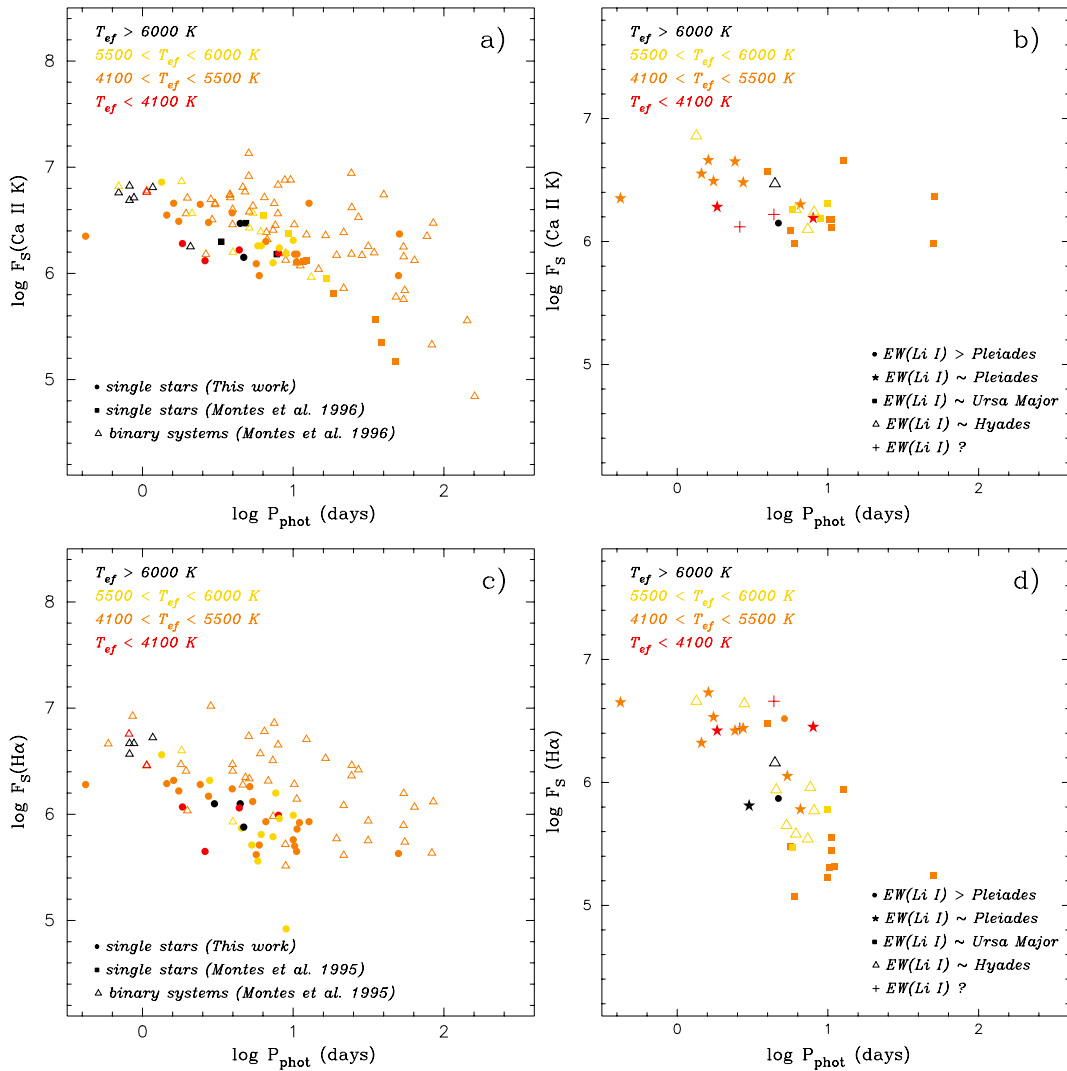 a)
T_ef > 6000 K
5500 < T_ef < 6000 K
4100 < T_ef < 5500 K
T_ef < 4100 K
8
7
6
5
log F_S(Ca II K)
single stars (This work)
single stars (Montes et al. 1996)
binary systems (Montes et al. 1996)
0 1 2
log P_phot (days)
b)
T_ef > 6000 K
5500 < T_ef < 6000 K
4100 < T_ef < 5500 K
T_ef < 4100 K
7
6
5
log F_S (Ca II K)
EW(Li I) > Pleiades
EW(Li I) ~ Pleiades
EW(Li I) ~ Ursa Major
EW(Li I) ~ Hyades
EW(Li I) ?
0 1 2
log P_phot (days)
c)
T_ef > 6000 K
5500 < T_ef < 6000 K
4100 < T_ef < 5500 K
T_ef < 4100 K
8
7
6
5
log F_S(Hα)
single stars (This work)
single stars (Montes et al. 1995)
binary systems (Montes et al. 1995)
0 1 2
log P_phot (days)
d)
T_ef > 6000 K
5500 < T_ef < 6000 K
4100 < T_ef < 5500 K
T_ef < 4100 K
7
6
5
log F_S (Hα)
EW(Li I) > Pleiades
EW(Li I) ~ Pleiades
EW(Li I) ~ Ursa Major
EW(Li I) ~ Hyades
EW(Li I) ?
0 1 2
log P_phot (days)